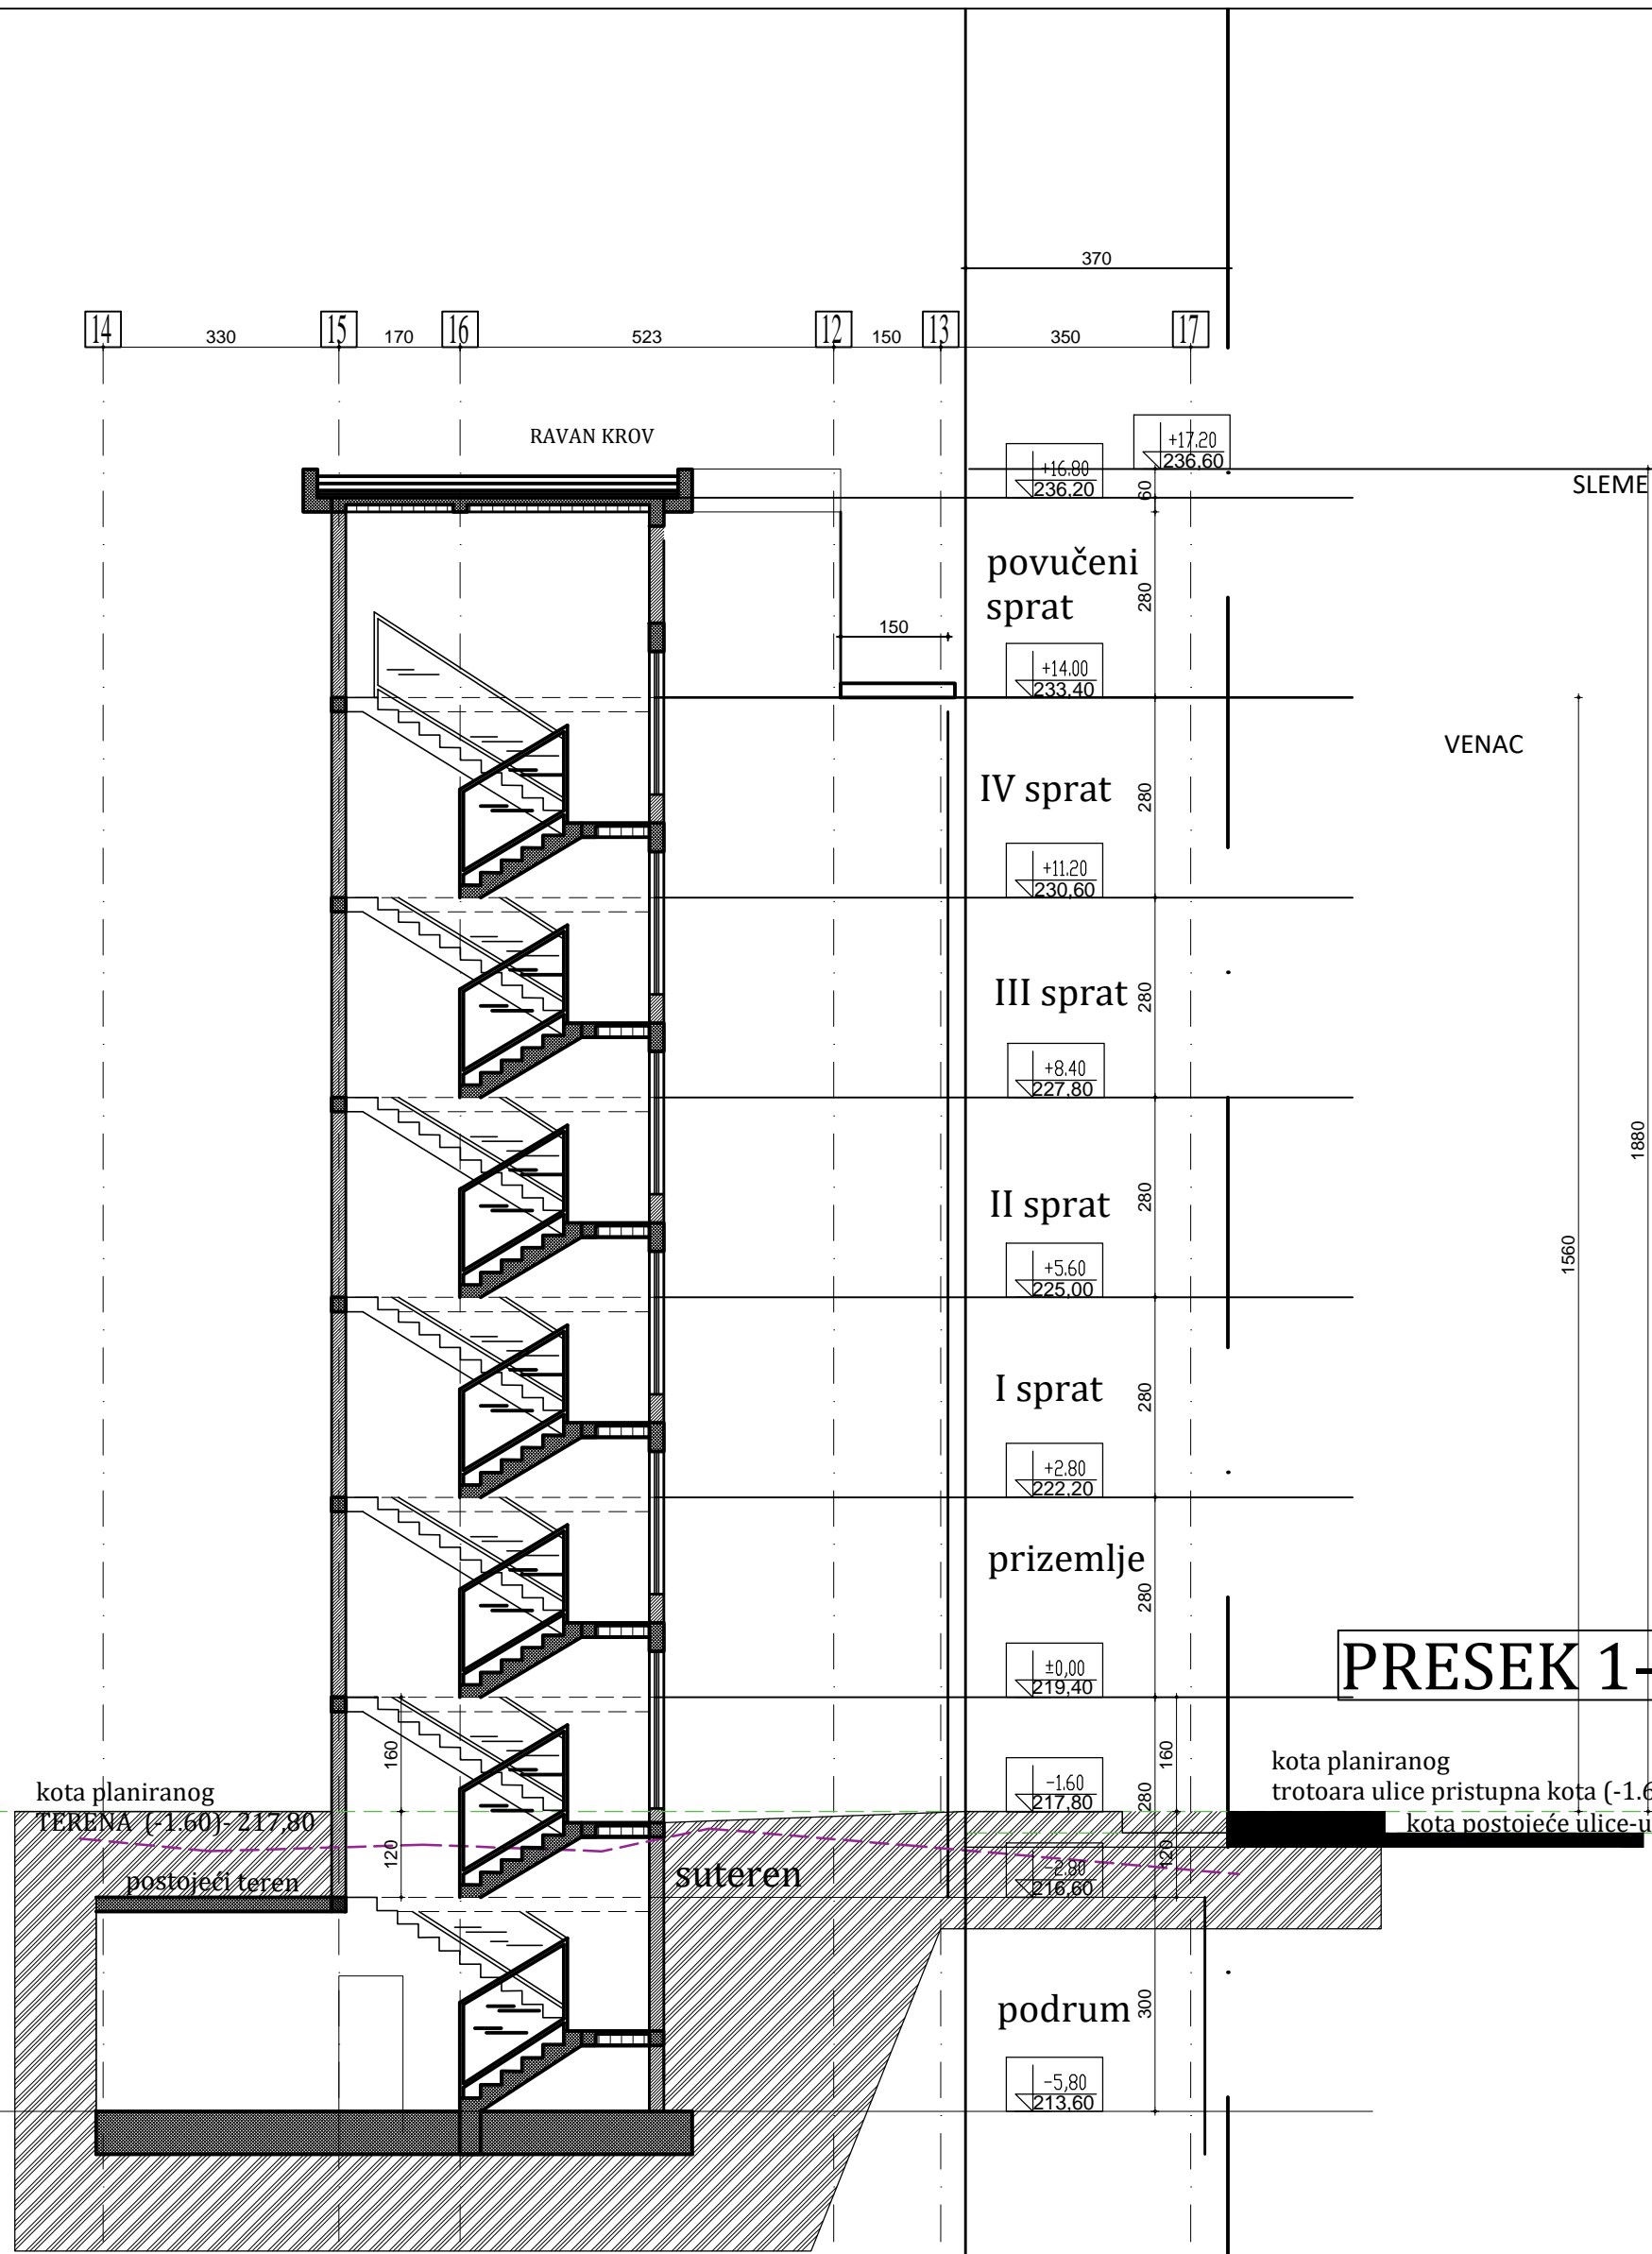 370
14
330
15
170
16
523
12
150
13
350
17
RAVAN KROV
+17.20
236,60
+16.80
236,20
60
SLEME
povučeni
sprat
280
150
+14.00
233,40
VENAC
IV sprat
280
+11.20
230,60
III sprat
280
+8.40
227,80
1880
II sprat
280
+5.60
225,00
1560
I sprat
280
+2.80
222,20
prizemlje
280
±0,00
219,40
PRESEK 1-
160
160
kota planiranog
trotoara ulice pristupna kota (-1.6
kota postojeće ulice-u
-1.60
217,80
280
kota planiranog
TERENA (-1.60)- 217,80
120
120
suteren
-2.80
216,60
postojeći teren
podrum
300
-5,80
213,60